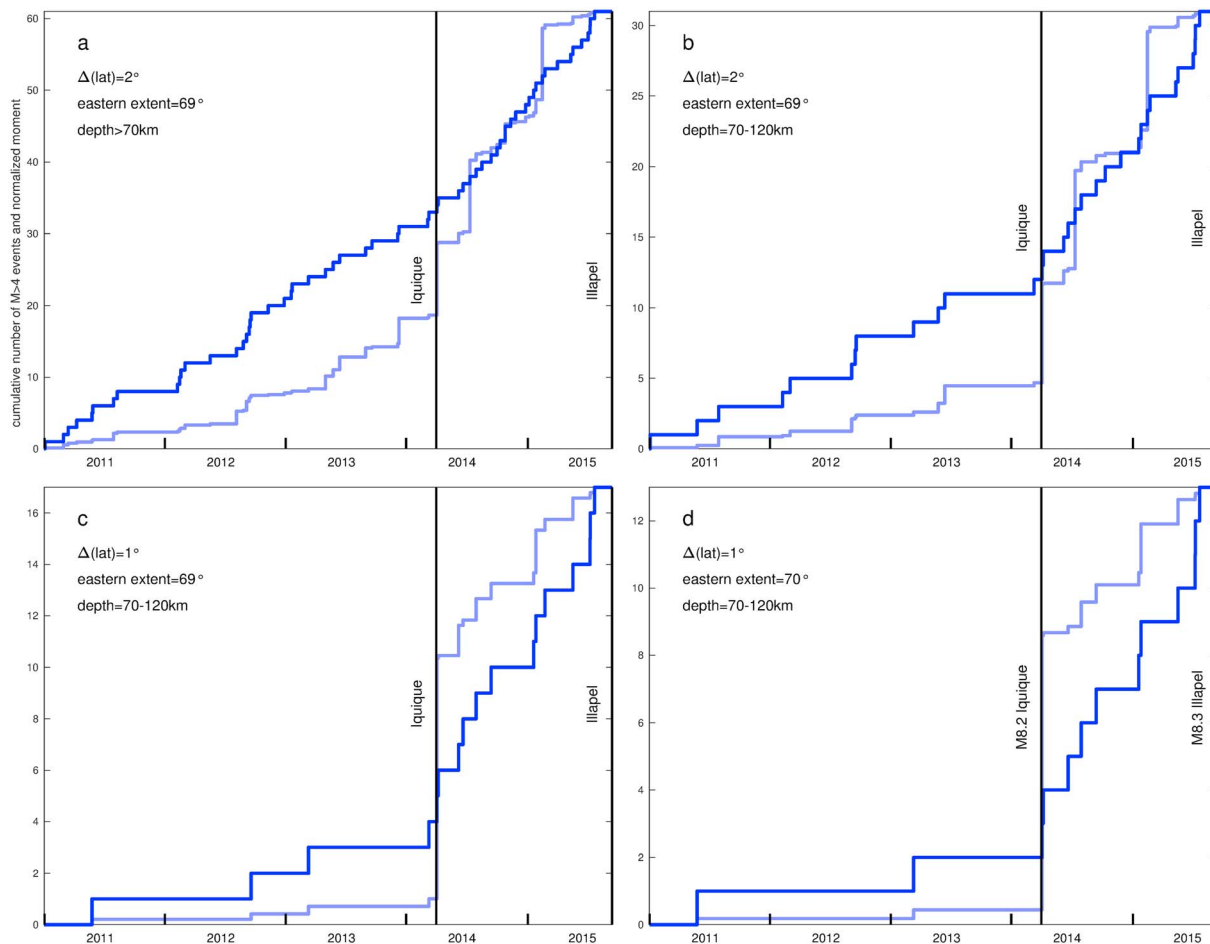 cumulative number of M>4 events and normalized moment
60
50
40
30
20
10
0
a
Δ(lat)=2°
eastern extent=69°
depth>70km
Iquique
Illapel
2011 2012 2013 2014 2015
30
25
20
15
10
5
0
b
Δ(lat)=2°
eastern extent=69°
depth=70-120km
Iquique
Illapel
2011 2012 2013 2014 2015
16
14
12
10
8
6
4
2
0
c
Δ(lat)=1°
eastern extent=69°
depth=70-120km
Iquique
Illapel
2011 2012 2013 2014 2015
12
10
8
6
4
2
0
d
Δ(lat)=1°
eastern extent=70°
depth=70-120km
M8.2 Iquique
M8.3 Illapel
2011 2012 2013 2014 2015